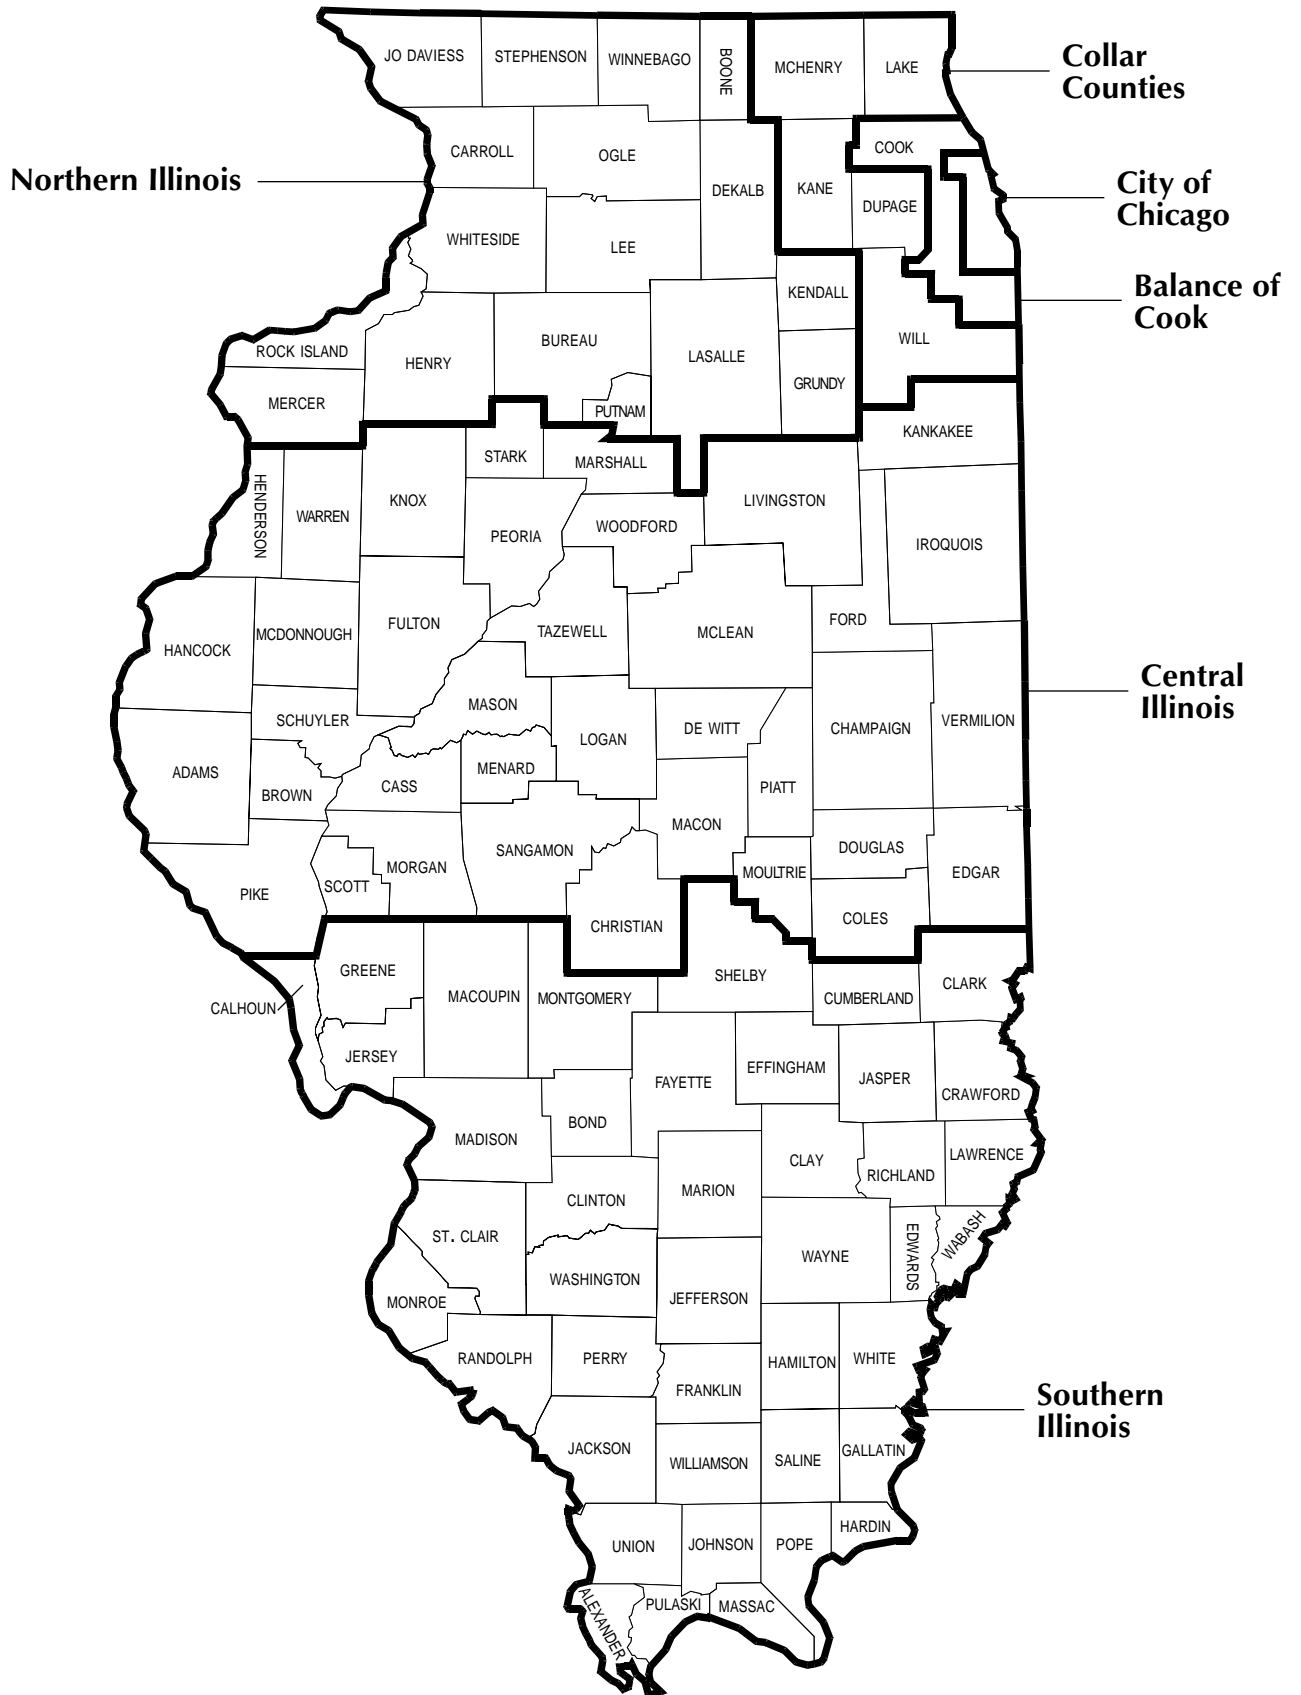 JO DAVIESS
STEPHENSON
WINNEBAGO
BOONE
MCHENRY
LAKE
Collar
Counties
CARROLL
OGLE
DEKALB
KANE
COOK
DUPAGE
Northern Illinois
City of
Chicago
WHITESIDE
LEE
KENDALL
Balance of
Cook
ROCK ISLAND
HENRY
BUREAU
LASALLE
WILL
GRUNDY
MERCER
PUTNAM
KANKAKEE
STARK
MARSHALL
HENDERSON
WARREN
KNOX
PEORIA
WOODFORD
LIVINGSTON
IROQUOIS
HANCOCK
MCDONNOUGH
FULTON
TAZEWELL
MCLEAN
FORD
Central
Illinois
SCHUYLER
MASON
LOGAN
DE WITT
CHAMPAIGN
VERMILION
ADAMS
BROWN
CASS
MENARD
PIATT
MACON
PIKE
SCOTT
MORGAN
SANGAMON
MOULTRIE
DOUGLAS
EDGAR
CHRISTIAN
COLES
GREENE
CALHOUN
MACOUPIN
MONTGOMERY
SHELBY
CUMBERLAND
CLARK
JERSEY
FAYETTE
EFFINGHAM
JASPER
CRAWFORD
MADISON
BOND
CLAY
RICHLAND
LAWRENCE
CLINTON
MARION
ST. CLAIR
WAYNE
EDWARDS
WABASH
MONROE
WASHINGTON
JEFFERSON
RANDOLPH
PERRY
FRANKLIN
HAMILTON
WHITE
Southern
Illinois
JACKSON
WILLIAMSON
SALINE
GALLATIN
UNION
JOHNSON
POPE
HARDIN
ALEXANDER
PULASKI
MASSAC